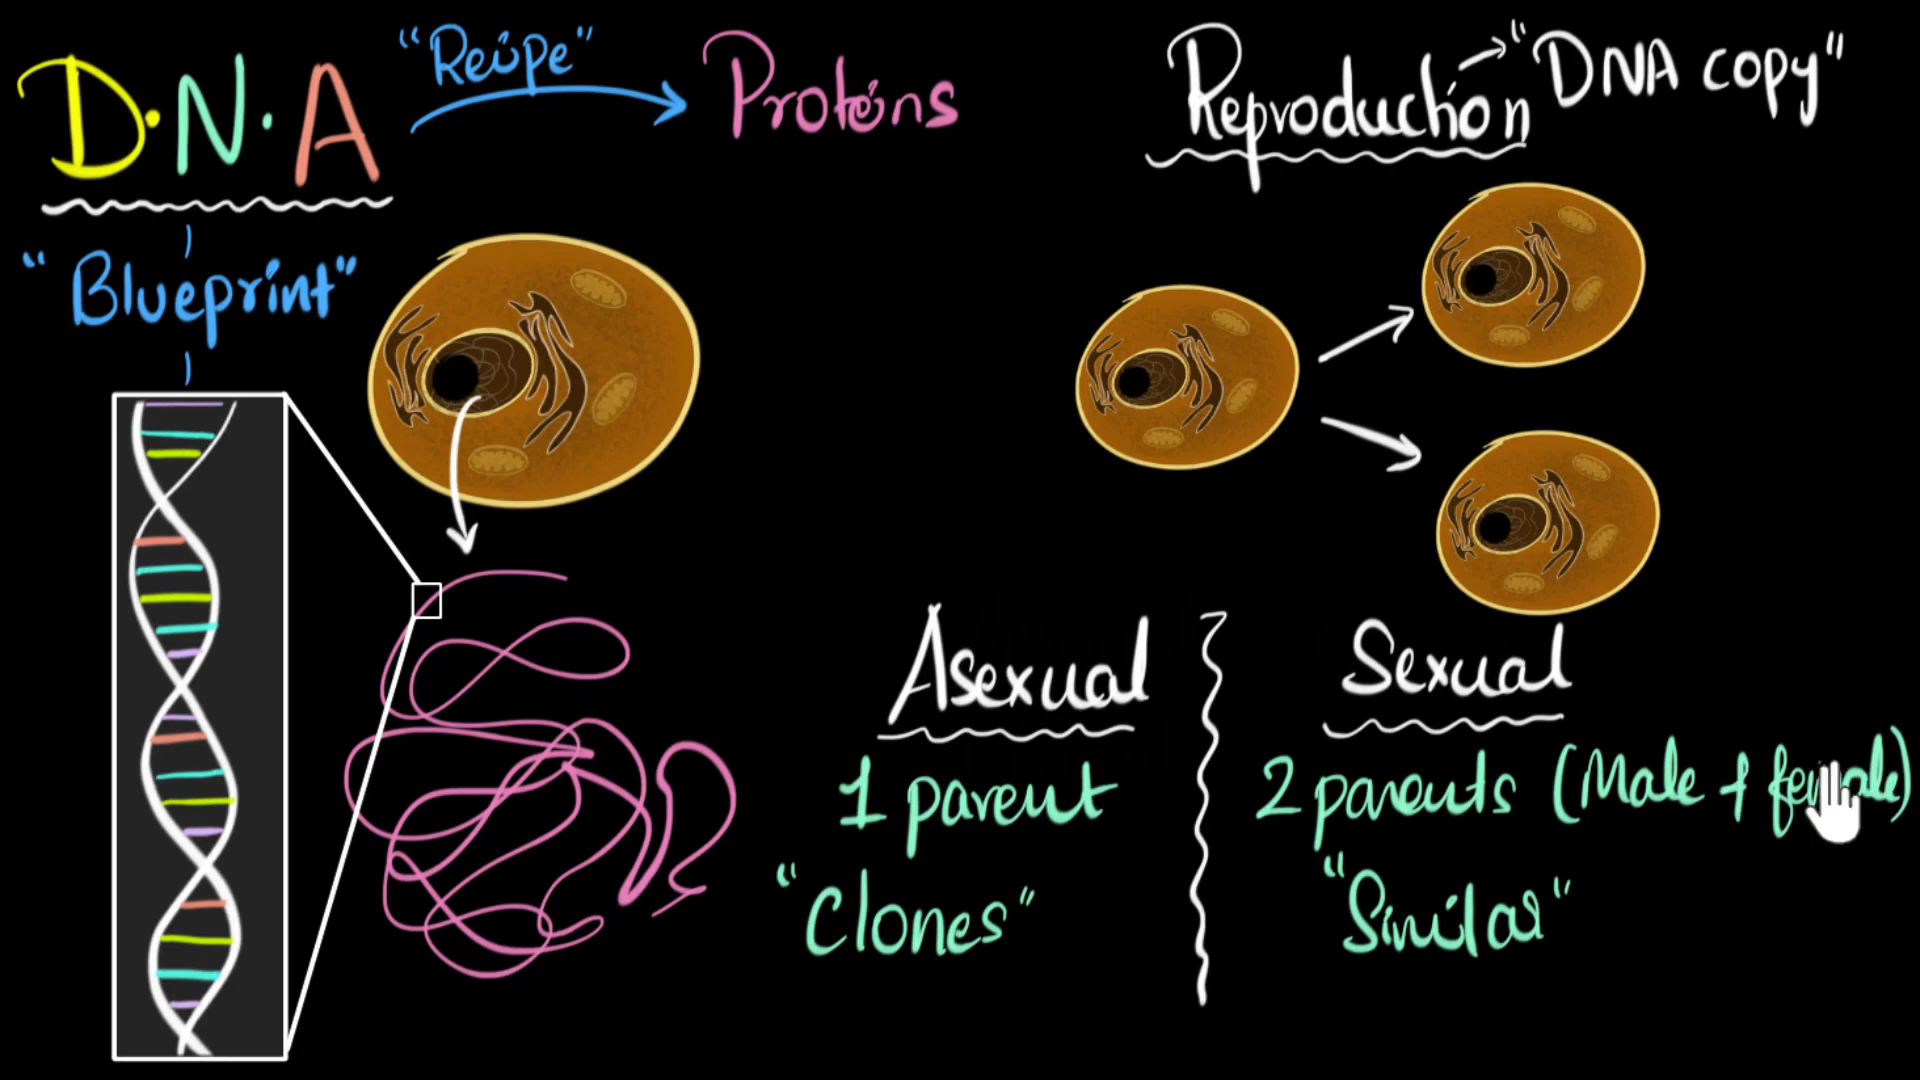 D.N.A
"Recipe"
Proteins
"Blueprint"
Reproduction
"DNA copy"
Asexual
1 parent
"Clones"
Sexual
2 parents (Male + female)
"Similar"